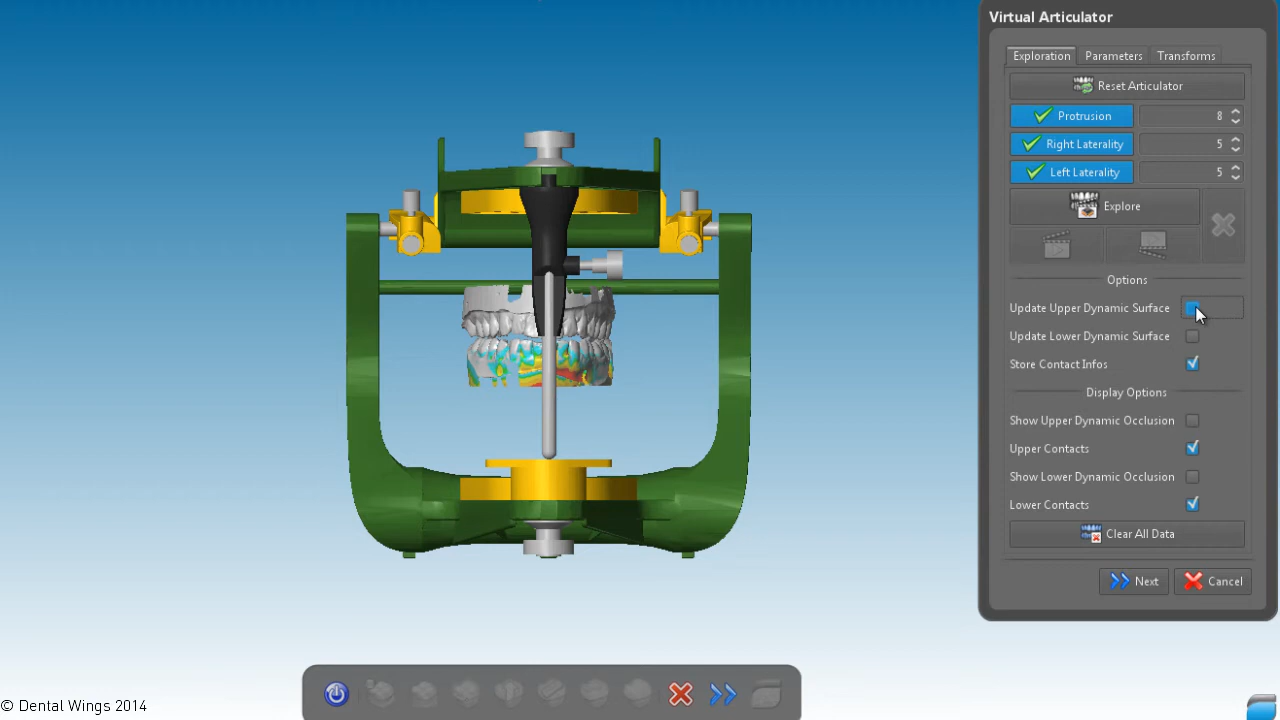 Virtual Articulator
Exploration Parameters Transforms
Reset Articulator
Protrusion 8
Right Laterality 5
Left Laterality 5
Explore
Options
Update Upper Dynamic Surface
Update Lower Dynamic Surface
Store Contact Infos
Display Options
Show Upper Dynamic Occlusion
Upper Contacts
Show Lower Dynamic Occlusion
Lower Contacts
Clear All Data
Next Cancel
© Dental Wings 2014